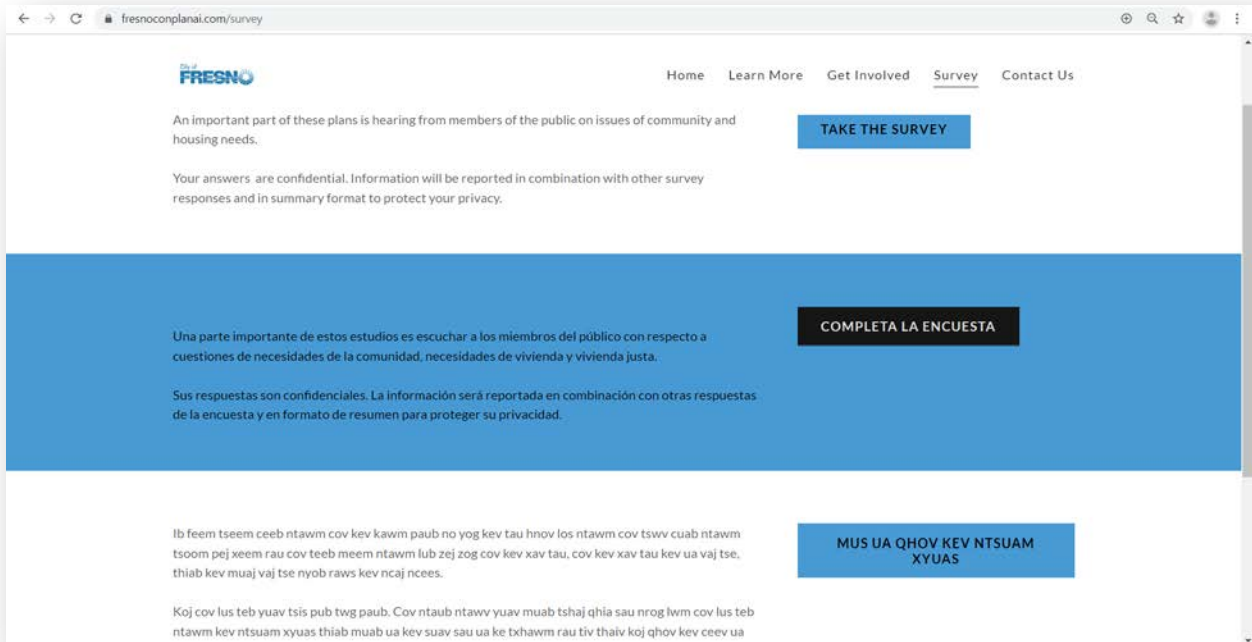 fresnoconplanai.com/survey
City of
FRESNO
Home Learn More Get Involved Survey Contact Us
An important part of these plans is hearing from members of the public on issues of community and
housing needs.
TAKE THE SURVEY
Your answers are confidential. Information will be reported in combination with other survey
responses and in summary format to protect your privacy.
Una parte importante de estos estudios es escuchar a los miembros del público con respecto a
cuestiones de necesidades de la comunidad, necesidades de vivienda y vivienda justa.
COMPLETA LA ENCUESTA
Sus respuestas son confidenciales. La información será reportada en combinación con otras respuestas
de la encuesta y en formato de resumen para proteger su privacidad.
Ib feem tseem ceeb ntawm cov kev kawm paub no yog kev tau hnov los ntawm cov tswv cuab ntawm
tsoom pej xeem rau cov teeb meem ntawm lub zej zog cov kev xav tau, cov kev xav tau kev ua vaj tse,
thiab kev muaj vaj tse nyob raws kev ncaj ncees.
MUS UA QHOV KEV NTSUAM
XYUAS
Koj cov lus teb yuav tsis pub twg paub. Cov ntaub ntawv yuav muab tshaj qhia sau nrog lwm cov lus teb
ntawm kev ntsuam xyuas thiab muab ua kev suav sau ua ke txhawm rau tiv thaiv koj qhov kev ceev ua